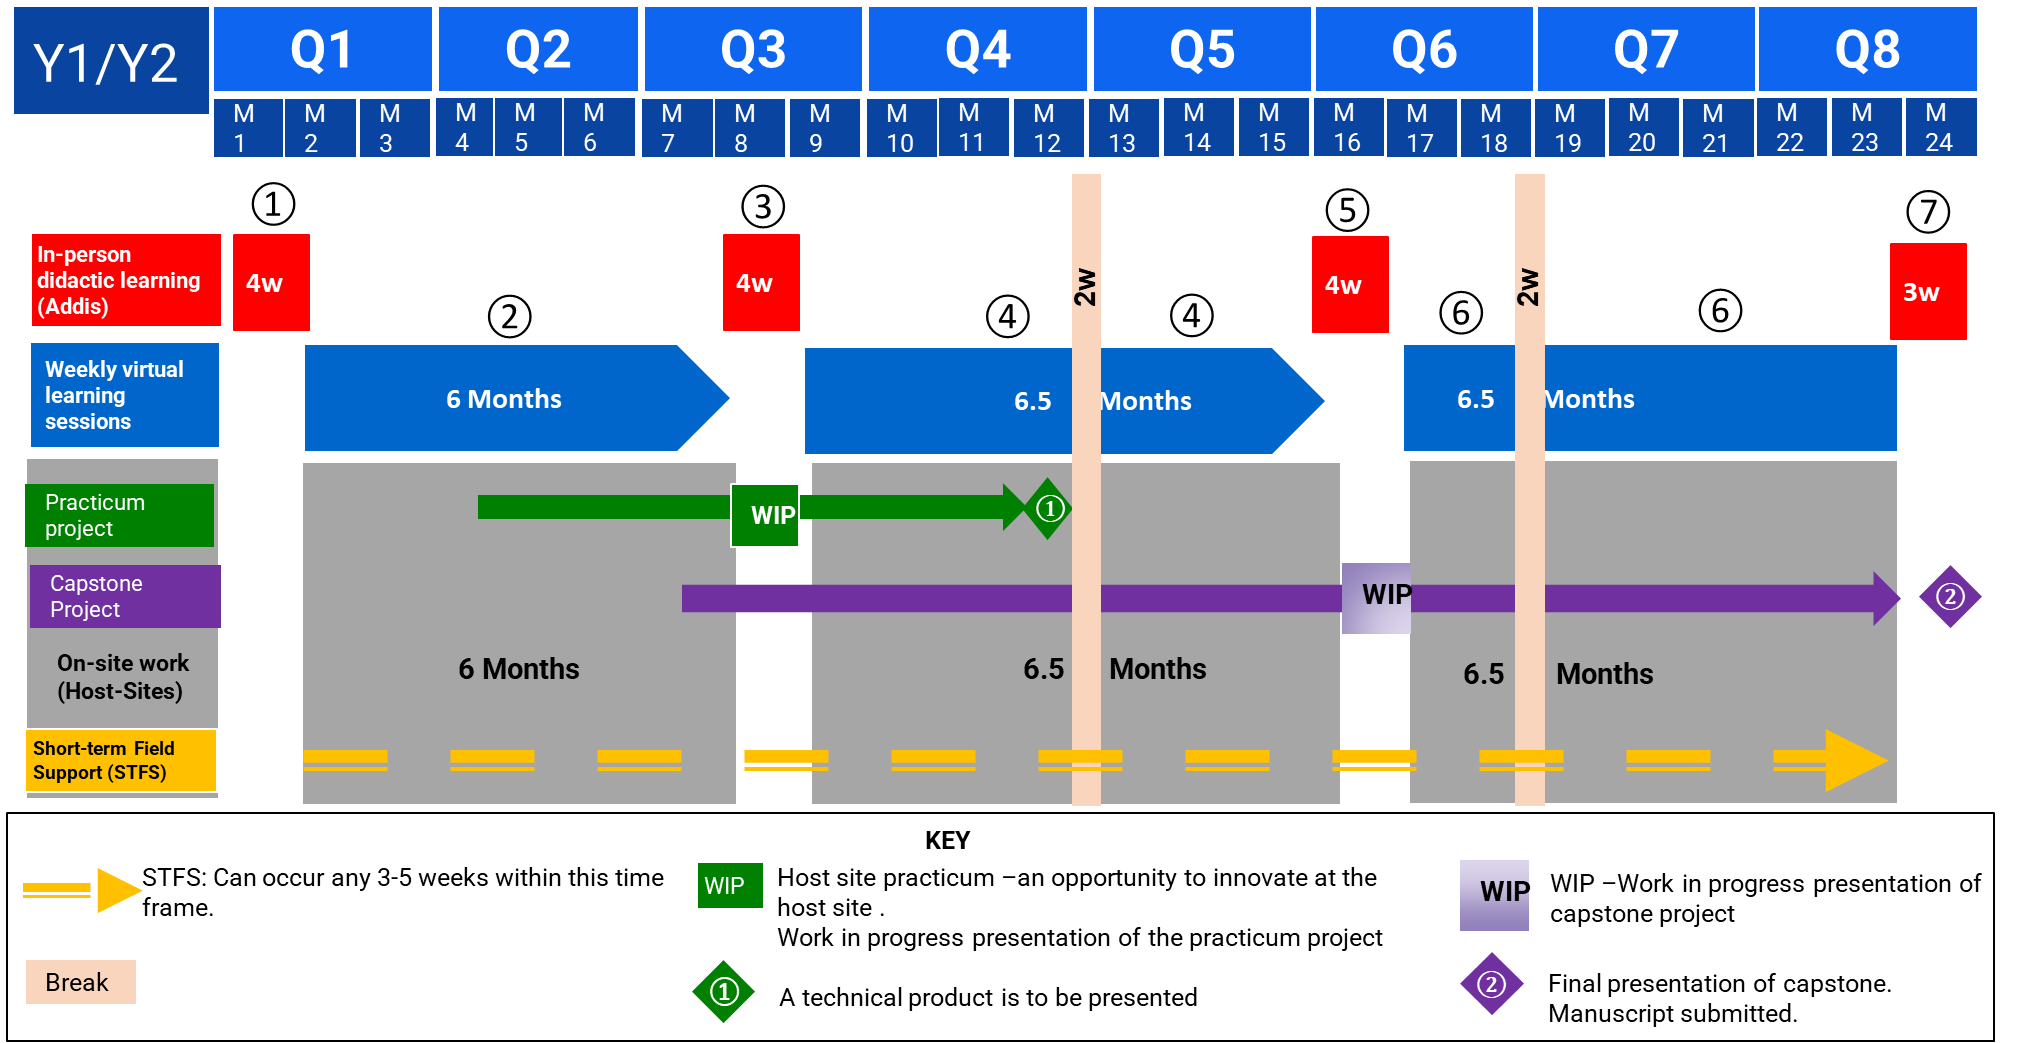 Y1/Y2 Q1 Q2 Q3 Q4 Q5 Q6 Q7 Q8
M M M M M M M M M M M M M M M M M M M M M M M M
1 2 3 4 5 6 7 8 9 10 11 12 13 14 15 16 17 18 19 20 21 22 23 24
① ③ ⑤ ⑦
In-person
didactic learning
(Addis)
4w 4w 2w 4w 2w 3w
② ④ ④ ⑥ ⑥
Weekly virtual
learning
sessions
6 Months 6.5 Months 6.5 Months
Practicum
project
WIP ①
Capstone
Project
WIP ②
On-site work
(Host-Sites)
6 Months 6.5 Months 6.5 Months
Short-term Field
Support (STFS)
KEY
STFS: Can occur any 3-5 weeks within this time
frame.
Break
WIP
Host site practicum –an opportunity to innovate at the
host site .
Work in progress presentation of the practicum project
① A technical product is to be presented
WIP
WIP –Work in progress presentation of
capstone project
②
Final presentation of capstone.
Manuscript submitted.